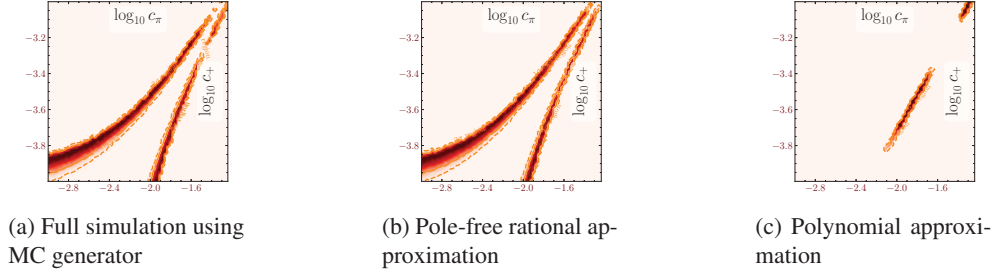 log₁₀ c_π
log₁₀ c₊
−3.2
−3.4
−3.6
−3.8
−2.8
−2.4
−2.0
−1.6
log₁₀ c_π
log₁₀ c₊
−3.2
−3.4
−3.6
−3.8
−2.8
−2.4
−2.0
−1.6
log₁₀ c_π
log₁₀ c₊
−3.2
−3.4
−3.6
−3.8
−2.8
−2.4
−2.0
−1.6
(a) Full simulation using
MC generator
(b) Pole-free rational ap-
proximation
(c) Polynomial approxi-
mation